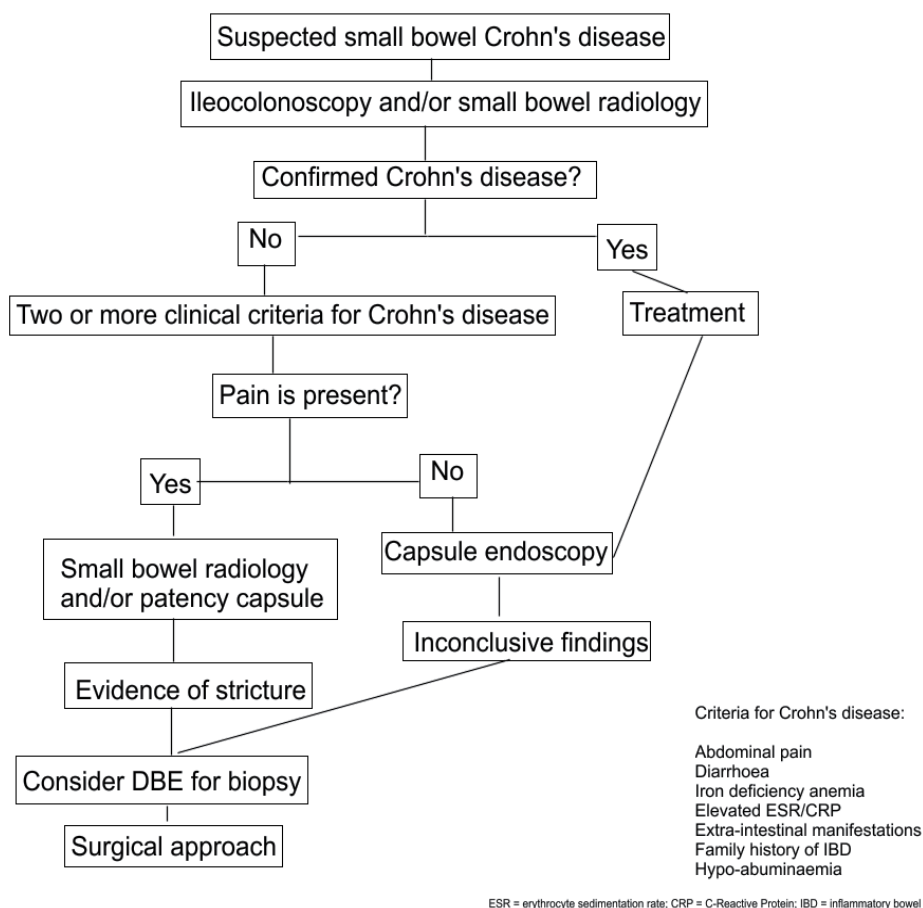 Suspected small bowel Crohn's disease
Ileocolonoscopy and/or small bowel radiology
Confirmed Crohn's disease?
No
Yes
Two or more clinical criteria for Crohn's disease
Treatment
Pain is present?
Yes
No
Small bowel radiology
and/or patency capsule
Capsule endoscopy
Inconclusive findings
Evidence of stricture
Consider DBE for biopsy
Surgical approach
Criteria for Crohn's disease:
Abdominal pain
Diarrhoea
Iron deficiency anemia
Elevated ESR/CRP
Extra-intestinal manifestations
Family history of IBD
Hypo-abuminaemia
ESR = erythrocyte sedimentation rate; CRP = C-Reactive Protein; IBD = inflammatory bowel